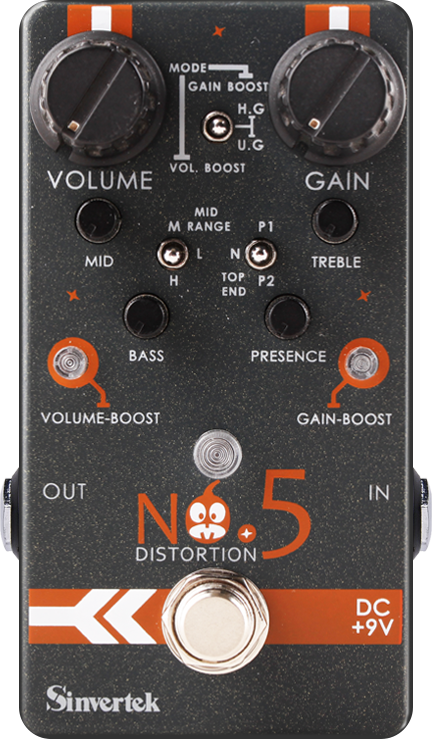 MODE
GAIN BOOST
H.G
U.G
VOL. BOOST
VOLUME
GAIN
MID
M RANGE
P1
L
N
H
TOP
END
P2
MID
TREBLE
BASS
PRESENCE
VOLUME-BOOST
GAIN-BOOST
OUT
IN
NO.5
DISTORTION
DC
+9V
Sinvertek